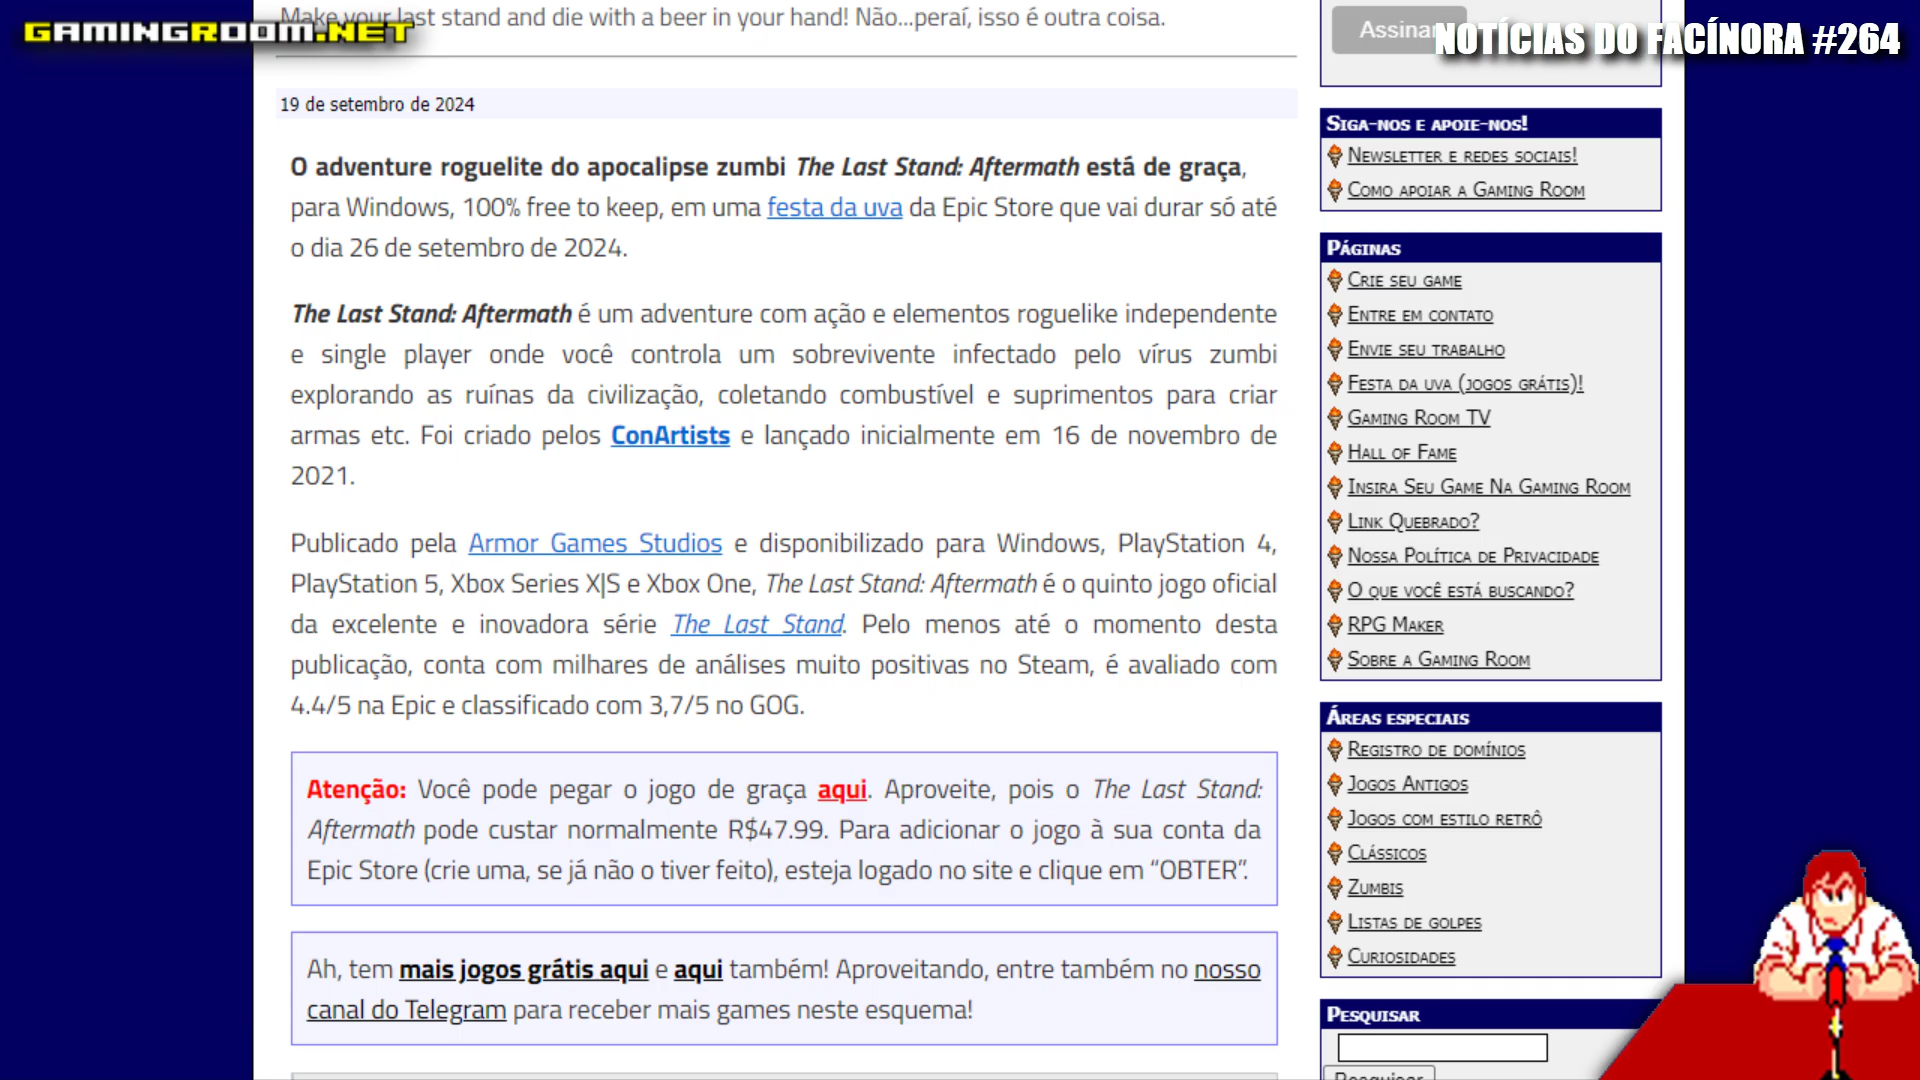 Make your last stand and die with a beer in your hand! Não...peraí, isso é outra coisa.
GAMINGROOM.NET
Assinar
NOTÍCIAS DO FACÍNORA #264
19 de setembro de 2024
O adventure roguelite do apocalipse zumbi The Last Stand: Aftermath está de graça,
para Windows, 100% free to keep, em uma festa da uva da Epic Store que vai durar só até
o dia 26 de setembro de 2024.
The Last Stand: Aftermath é um adventure com ação e elementos roguelike independente
e single player onde você controla um sobrevivente infectado pelo vírus zumbi
explorando as ruínas da civilização, coletando combustível e suprimentos para criar
armas etc. Foi criado pelos ConArtists e lançado inicialmente em 16 de novembro de
2021.
Publicado pela Armor Games Studios e disponibilizado para Windows, PlayStation 4,
PlayStation 5, Xbox Series X|S e Xbox One, The Last Stand: Aftermath é o quinto jogo oficial
da excelente e inovadora série The Last Stand. Pelo menos até o momento desta
publicação, conta com milhares de análises muito positivas no Steam, é avaliado com
4.4/5 na Epic e classificado com 3,7/5 no GOG.
Atenção: Você pode pegar o jogo de graça aqui. Aproveite, pois o The Last Stand:
Aftermath pode custar normalmente R$47.99. Para adicionar o jogo à sua conta da
Epic Store (crie uma, se já não o tiver feito), esteja logado no site e clique em “OBTER”.
Ah, tem mais jogos grátis aqui e aqui também! Aproveitando, entre também no nosso
canal do Telegram para receber mais games neste esquema!
Siga-nos e apoie-nos!
Newsletter e redes sociais!
Como apoiar a Gaming Room
Páginas
Crie seu game
Entre em contato
Envie seu trabalho
Festa da uva (jogos grátis)!
Gaming Room TV
Hall of Fame
Insira Seu Game Na Gaming Room
Link Quebrado?
Nossa Política de Privacidade
O que você está buscando?
RPG Maker
Sobre a Gaming Room
Áreas especiais
Registro de domínios
Jogos Antigos
Jogos com estilo retrô
Clássicos
Zumbis
Listas de golpes
Curiosidades
Pesquisar
Pesquisar